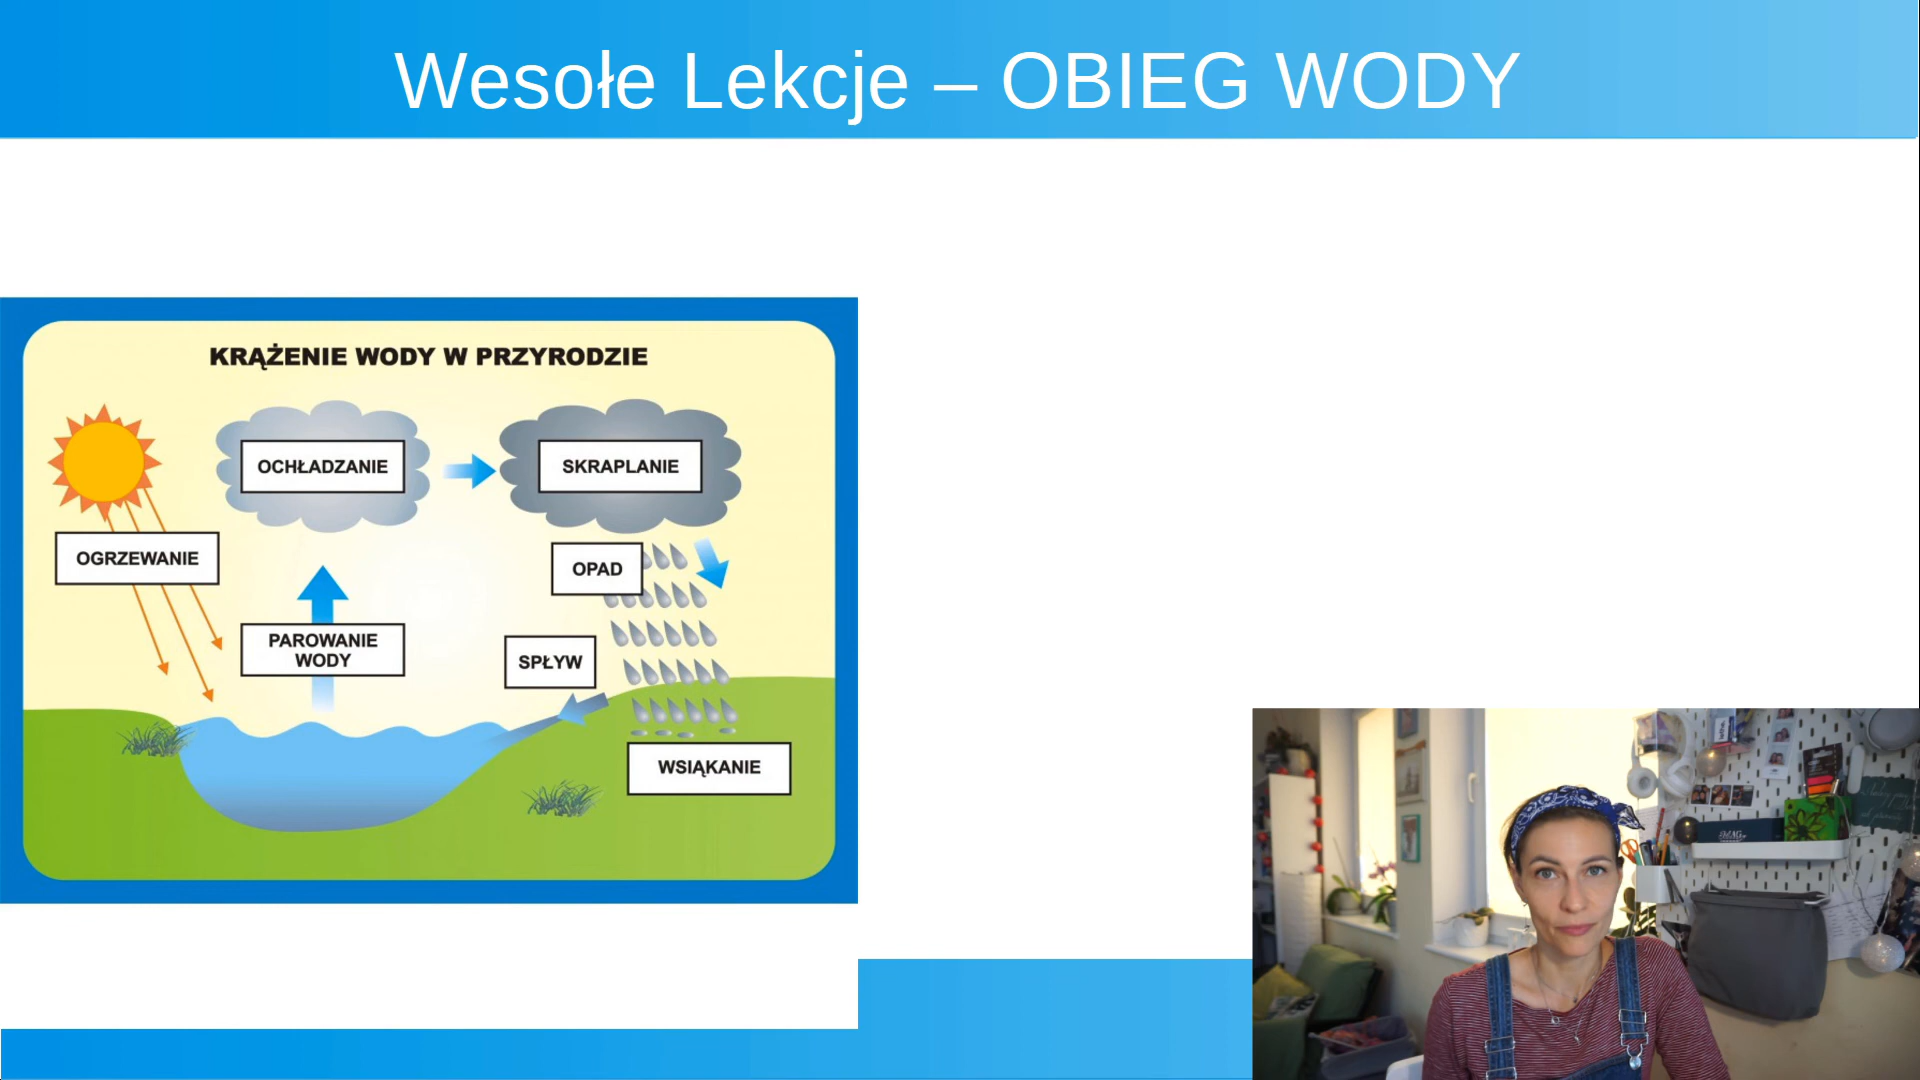 Wesołe Lekcje – OBIEG WODY
KRĄŻENIE WODY W PRZYRODZIE
OCHŁADZANIE
SKRAPLANIE
OGRZEWANIE
OPAD
PAROWANIE
WODY
SPŁYW
WSIĄKANIE